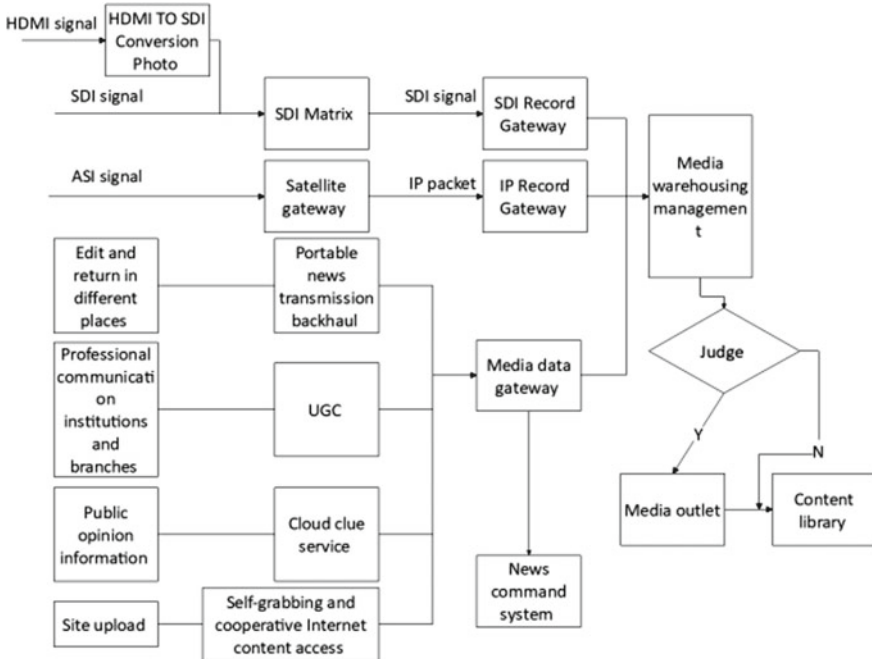 HDMI signal
HDMI TO SDI
Conversion
Photo
SDI signal
SDI Matrix
SDI signal
SDI Record
Gateway
ASI signal
Satellite
gateway
IP packet
IP Record
Gateway
Media
warehousing
managemen
t
Edit and
return in
different
places
Portable
news
transmission
backhaul
Professional
communicati
on
institutions
and
branches
UGC
Media data
gateway
Judge
Y
N
Public
opinion
information
Cloud clue
service
Media outlet
Content
library
News
command
system
Site upload
Self-grabbing and
cooperative Internet
content access